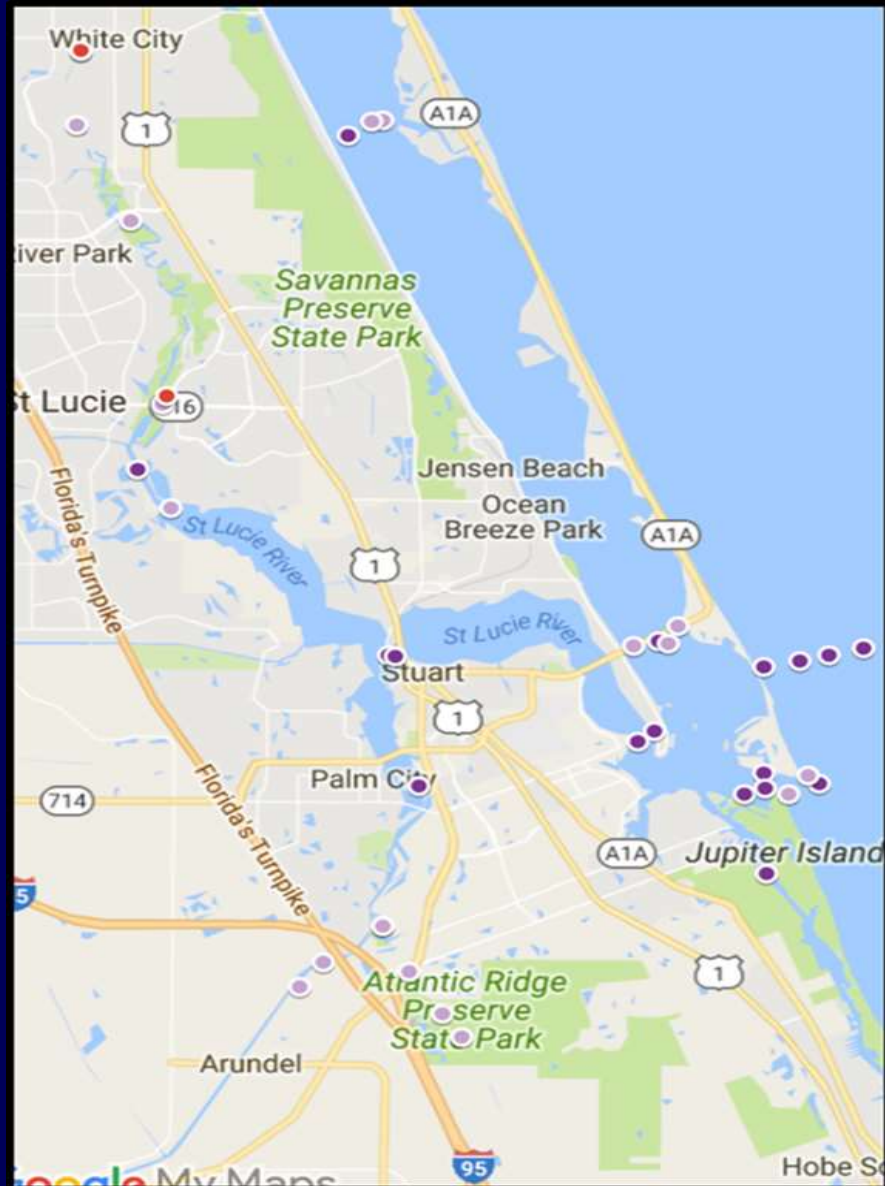 White City
A1A
1
River Park
Savannas
Preserve
State Park
St Lucie
16
Jensen Beach
Ocean
Breeze Park
Florida's Turnpike
A1A
St Lucie River
1
St Lucie River
Stuart
1
Palm City
714
Florida's Turnpike
A1A
Jupiter Island
5
1
Atlantic Ridge
Preserve
State Park
Arundel
95
Hobe So
Google My Maps